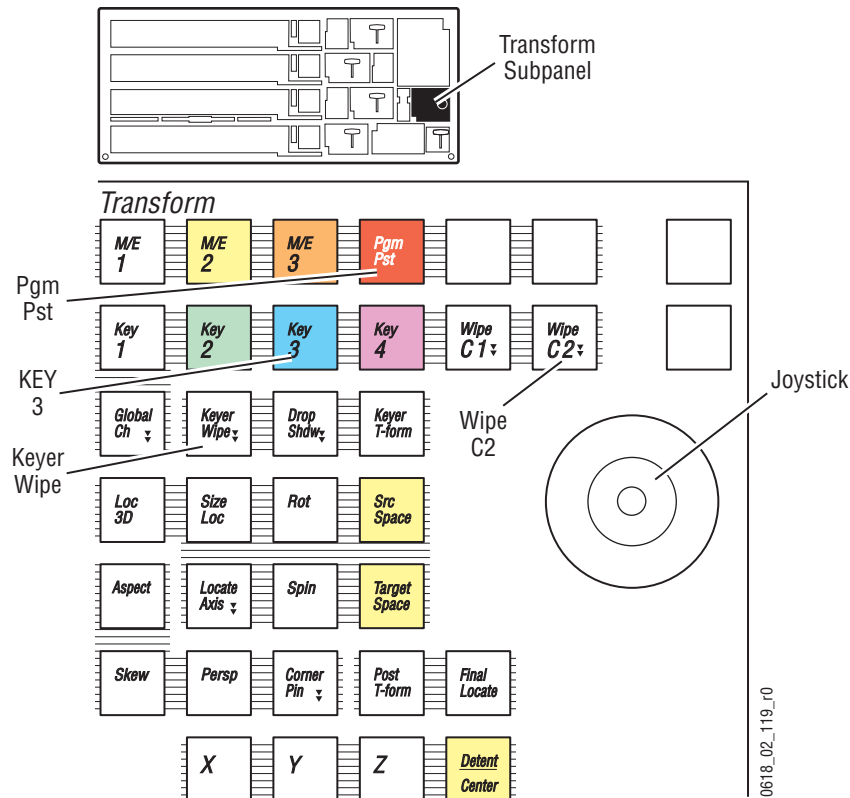 Transform
Subpanel
Transform
M/E
1
M/E
2
M/E
3
Pgm
Pst
Pgm
Pst
Key
1
Key
2
Key
3
Key
4
Wipe
C1
Wipe
C2
KEY
3
Joystick
Global
Ch
Keyer
Wipe
Drop
Shdw
Keyer
T-form
Wipe
C2
Keyer
Wipe
Loc
3D
Size
Loc
Rot
Src
Space
Aspect
Locate
Axis
Spin
Target
Space
Skew
Persp
Corner
Pin
Post
T-form
Final
Locate
X
Y
Z
Detent
Center
0618_02_119_r0